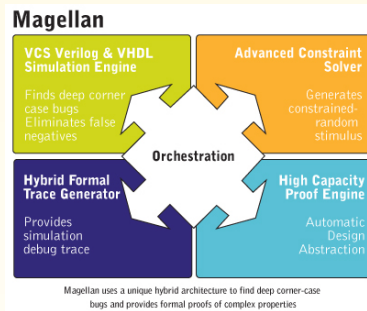 Magellan
VCS Verilog & VHDL
Simulation Engine
Finds deep corner
case bugs
Eliminates false
negatives
Advanced Constraint
Solver
Generates
constrained-
random
stimulus
Orchestration
Hybrid Formal
Trace Generator
Provides
simulation
debug trace
High Capacity
Proof Engine
Automatic
Design
Abstraction
Magellan uses a unique hybrid architecture to find deep corner-case
bugs and provides formal proofs of complex properties